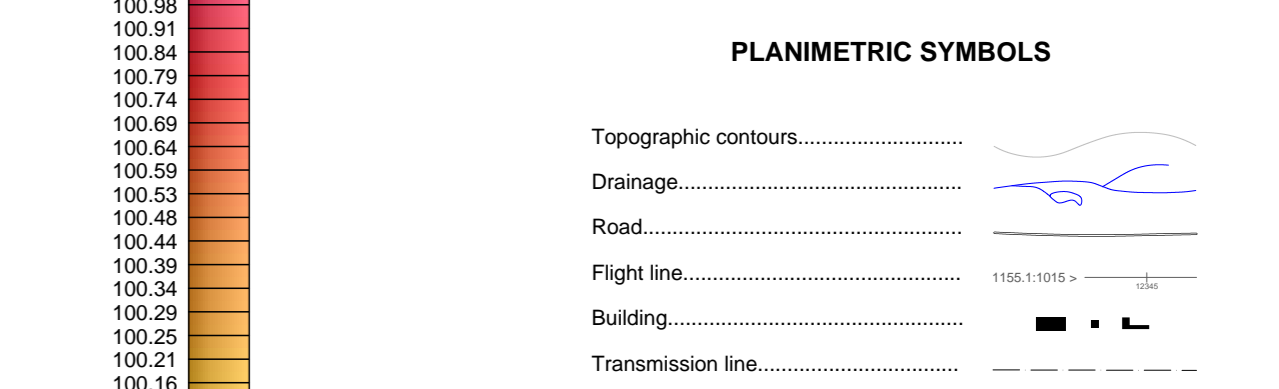 100.98
100.91
100.84
100.79
100.74
100.69
100.64
100.59
100.53
100.48
100.44
100.39
100.34
100.29
100.25
100.21
100.16
PLANIMETRIC SYMBOLS
Topographic contours............................
Drainage................................................
Road......................................................
Flight line...............................................
1155.1:1015 >
12345
Building..................................................
Transmission line..................................